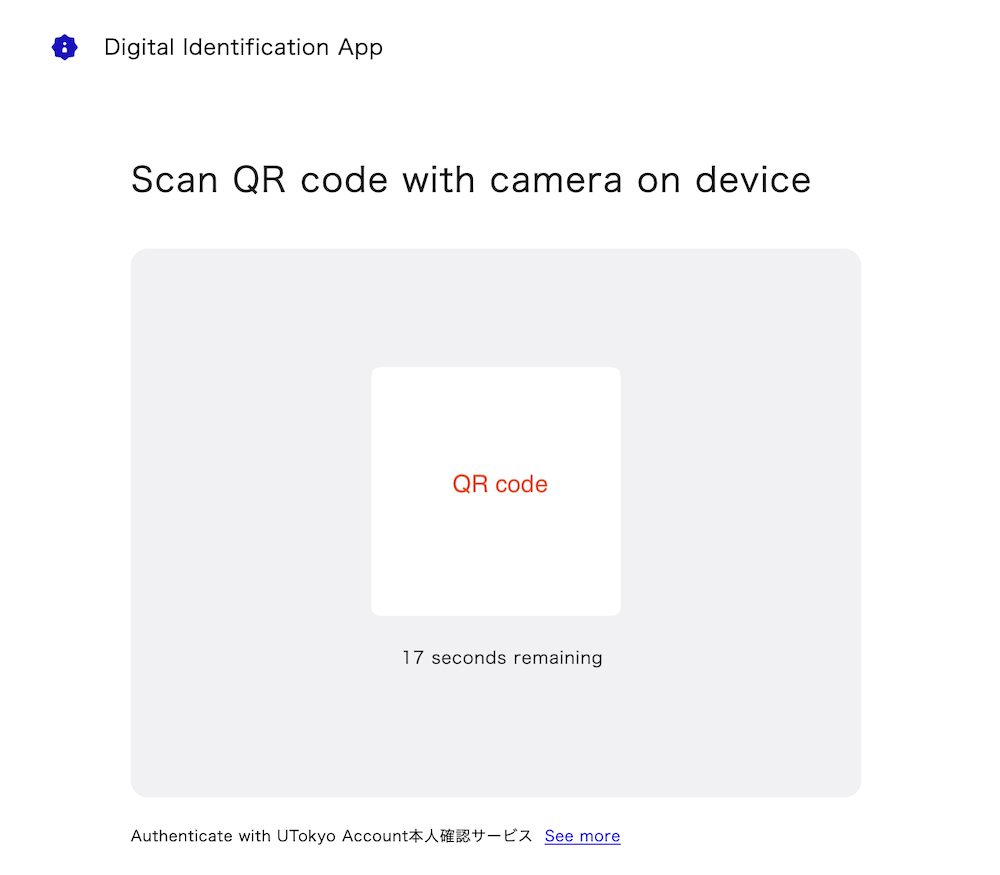 Digital Identification App
Scan QR code with camera on device
QR code
17 seconds remaining
Authenticate with UTokyo Account本人確認サービス See more